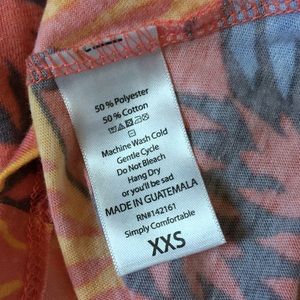 50% Polyester
50% Cotton
Machine Wash Cold
Gentle Cycle
Do Not Bleach
Hang Dry
or you'll be sad
MADE IN GUATEMALA
RN#142161
Simply Comfortable
XXS